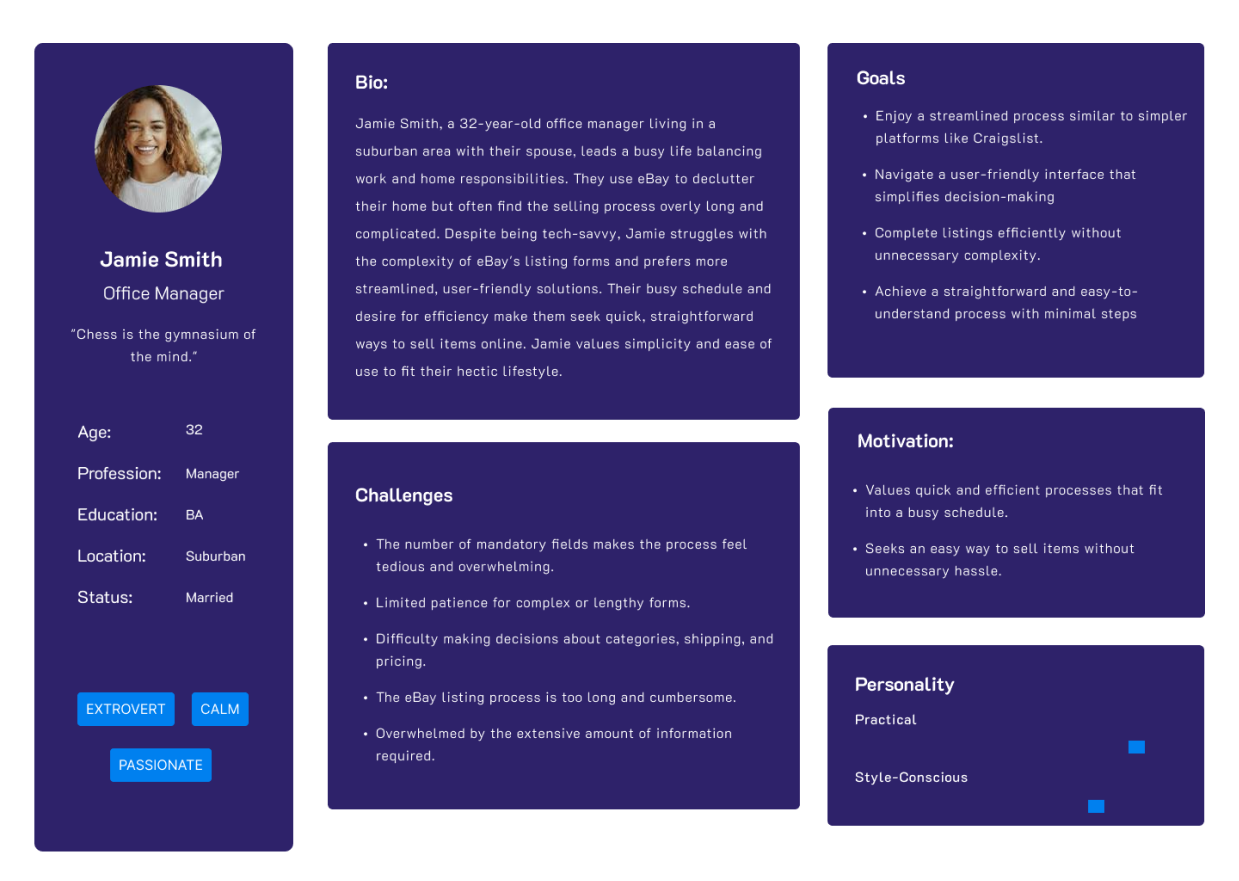 Jamie Smith
Office Manager
"Chess is the gymnasium of
the mind."
Age: 32
Profession: Manager
Education: BA
Location: Suburban
Status: Married
EXTROVERT CALM
PASSIONATE
Bio:
Jamie Smith, a 32-year-old office manager living in a
suburban area with their spouse, leads a busy life balancing
work and home responsibilities. They use eBay to declutter
their home but often find the selling process overly long and
complicated. Despite being tech-savvy, Jamie struggles with
the complexity of eBay's listing forms and prefers more
streamlined, user-friendly solutions. Their busy schedule and
desire for efficiency make them seek quick, straightforward
ways to sell items online. Jamie values simplicity and ease of
use to fit their hectic lifestyle.
Challenges
• The number of mandatory fields makes the process feel
tedious and overwhelming.
• Limited patience for complex or lengthy forms.
• Difficulty making decisions about categories, shipping, and
pricing.
• The eBay listing process is too long and cumbersome.
• Overwhelmed by the extensive amount of information
required.
Goals
• Enjoy a streamlined process similar to simpler
platforms like Craigslist.
• Navigate a user-friendly interface that
simplifies decision-making
• Complete listings efficiently without
unnecessary complexity.
• Achieve a straightforward and easy-to-
understand process with minimal steps
Motivation:
• Values quick and efficient processes that fit
into a busy schedule.
• Seeks an easy way to sell items without
unnecessary hassle.
Personality
Practical
Style-Conscious